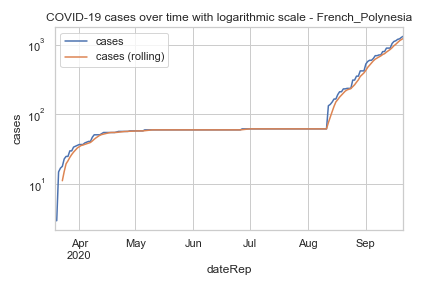 COVID-19 cases over time with logarithmic scale - French_Polynesia
cases
cases (rolling)
10³
10²
10¹
cases
Apr
2020
May
Jun
Jul
Aug
Sep
dateRep